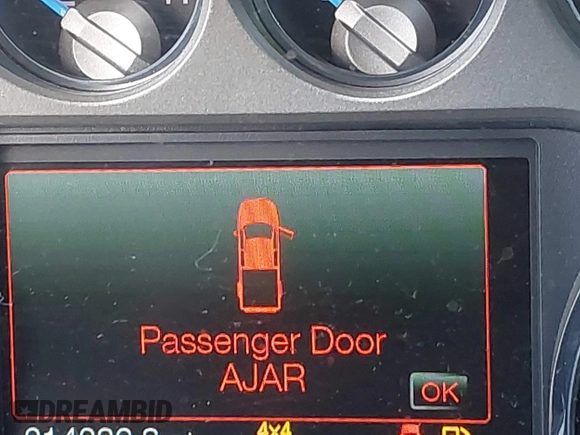 H
Passenger Door
AJAR
OK
DREAMBID
4x4